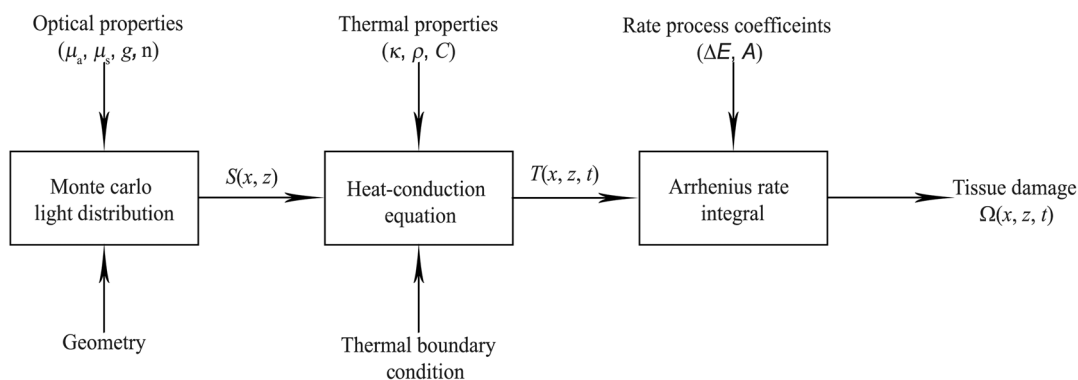 Optical properties
(μa, μs, g, n)
Thermal properties
(κ, ρ, C)
Rate process coefficeints
(ΔE, A)
Monte carlo
light distribution
S(x, z)
Heat-conduction
equation
T(x, z, t)
Arrhenius rate
integral
Tissue damage
Ω(x, z, t)
Geometry
Thermal boundary
condition